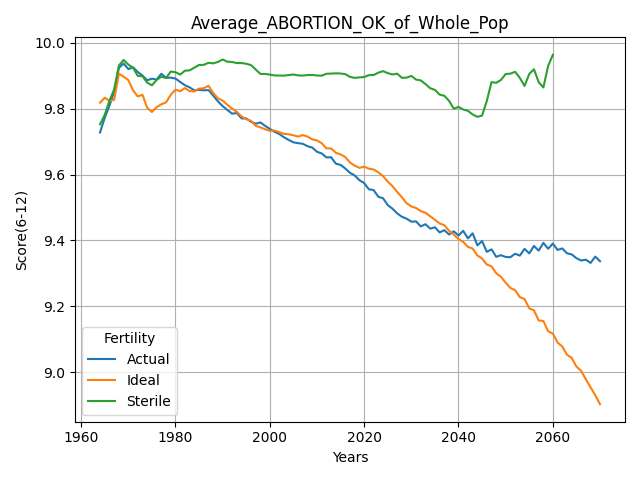 Average_ABORTION_OK_of_Whole_Pop
10.0
9.8
9.6
9.4
9.2
9.0
Score(6-12)
Fertility
Actual
Ideal
Sterile
1960 1980 2000 2020 2040 2060
Years